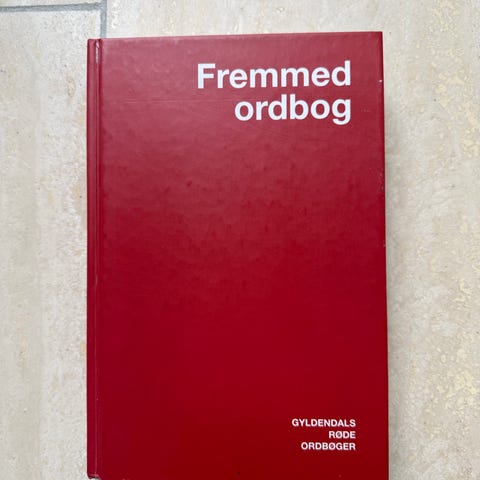 Fremmed
ordbog
GYLDENDALS
RØDE
ORDBØGER